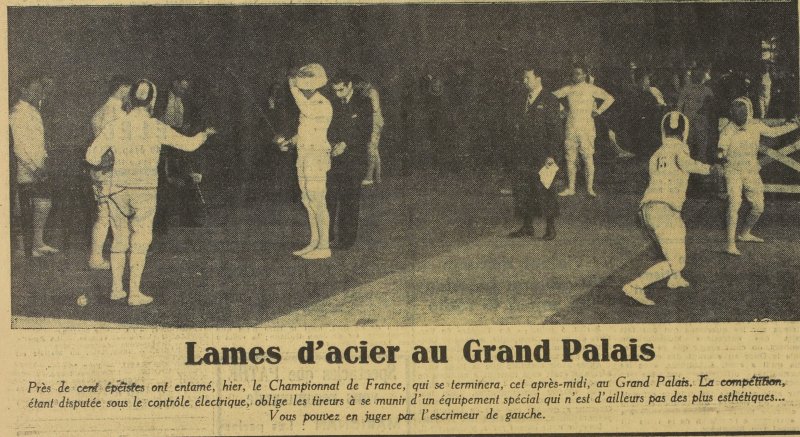 Lames d'acier au Grand Palais
Près de cent épéistes ont entamé, hier, le Championnat de France, qui se terminera, cet après-midi, au Grand Palais. La compétition,
étant disputée sous le contrôle électrique, oblige les tireurs à se munir d'un équipement spécial qui n'est d'ailleurs pas des plus esthétiques...
Vous pouvez en juger par l'escrimeur de gauche.